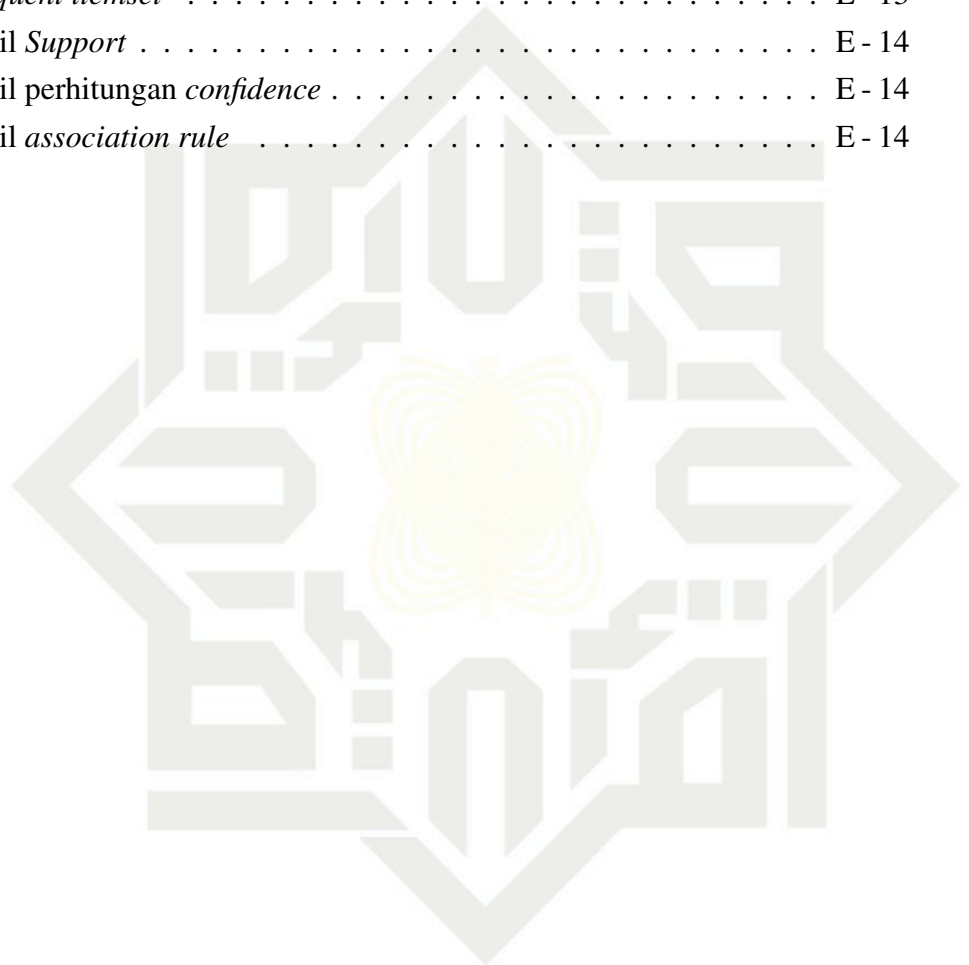 il Support . . . . . . . . . . . . . . . . . . . . . . . . . . . . . . E - 14
il perhitungan confidence . . . . . . . . . . . . . . . . . . . . . E - 14
il association rule . . . . . . . . . . . . . . . . . . . . . . . . E - 14